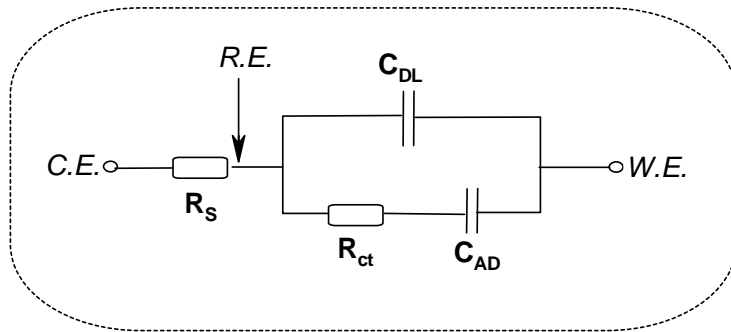 R.E.
C_DL
C.E.
W.E.
R_S
R_ct
C_AD